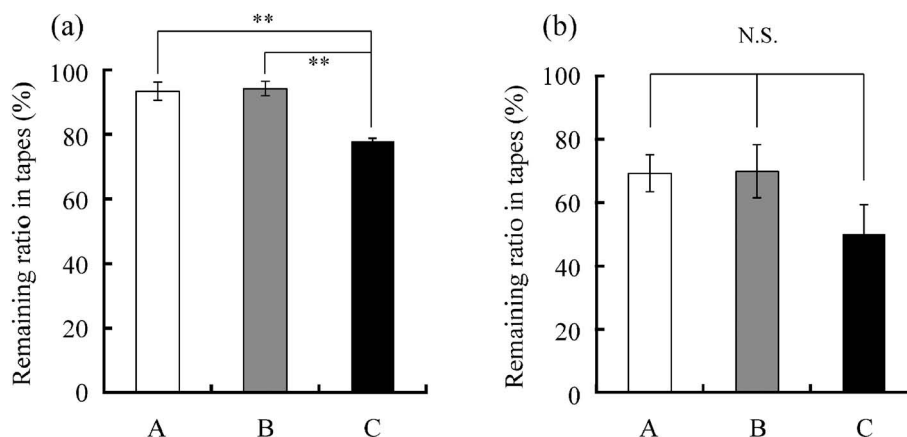 (a)
**
**
Remaining ratio in tapes (%)
100
80
60
40
20
0
A B C
(b)
N.S.
Remaining ratio in tapes (%)
100
80
60
40
20
0
A B C